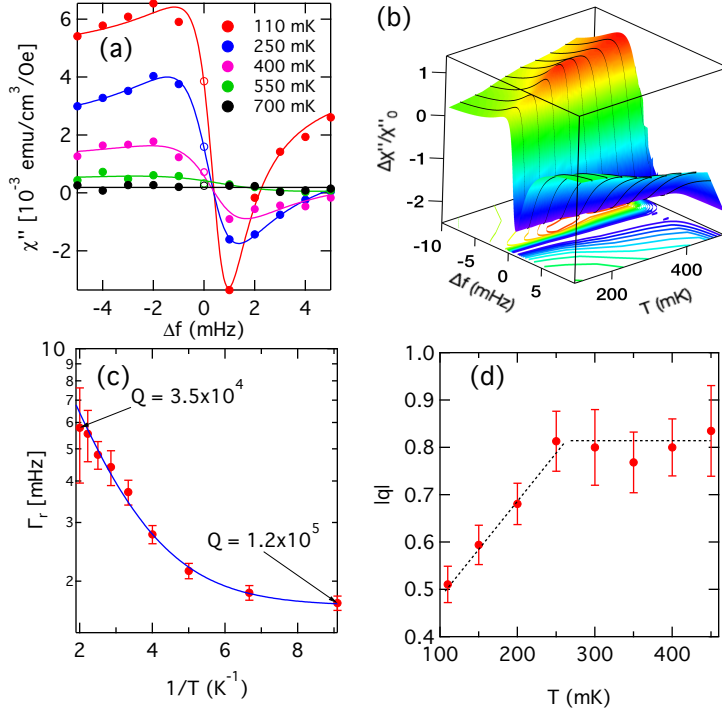 (a)
110 mK
250 mK
400 mK
550 mK
700 mK
χ'' [10⁻³ emu/cm³/Oe]
6
4
2
0
-2
-4
-2
0
2
4
Δf (mHz)
(b)
Δχ''/χ''₀
1
0
-1
-2
-10
-5
0
5
Δf (mHz)
200
400
T (mK)
(c)
Q = 3.5x10⁴
Q = 1.2x10⁵
Γᵣ [mHz]
10
9
8
7
6
5
4
3
2
2
4
6
8
1/T (K⁻¹)
(d)
|q|
1.0
0.9
0.8
0.7
0.6
0.5
0.4
100
200
300
400
T (mK)